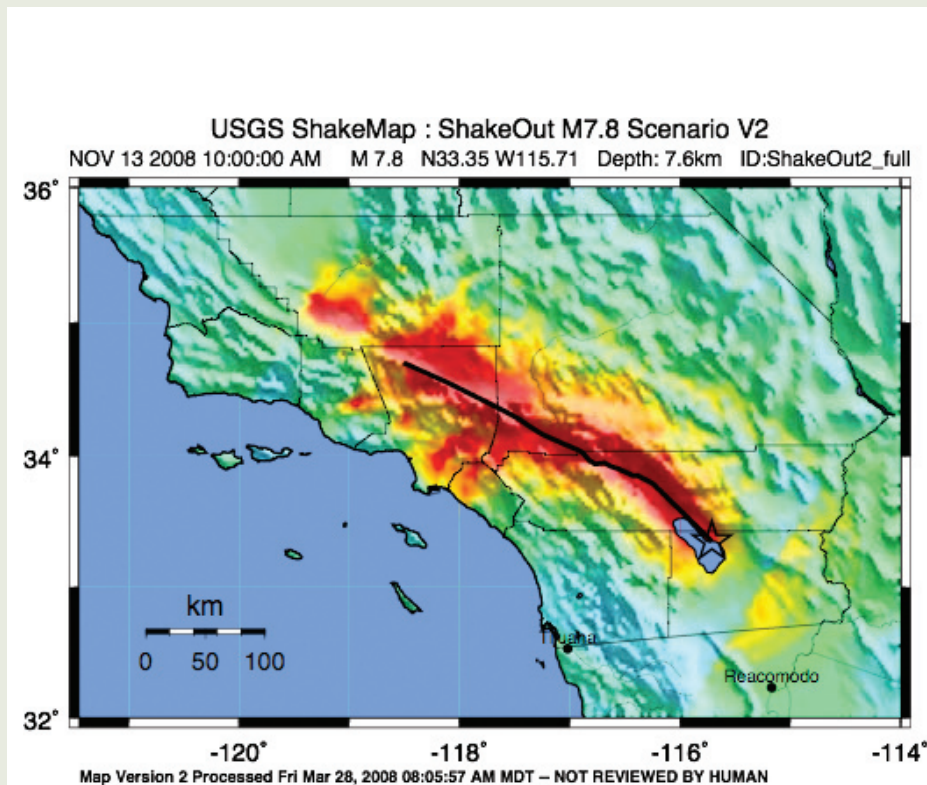 USGS ShakeMap : ShakeOut M7.8 Scenario V2
NOV 13 2008 10:00:00 AM M 7.8 N33.35 W115.71 Depth: 7.6km ID:ShakeOut2_full
36°
34°
km
0 50 100
Tijuana
Reacomodo
32°
-120° -118° -116° -114°
Map Version 2 Processed Fri Mar 28, 2008 08:05:57 AM MDT – NOT REVIEWED BY HUMAN